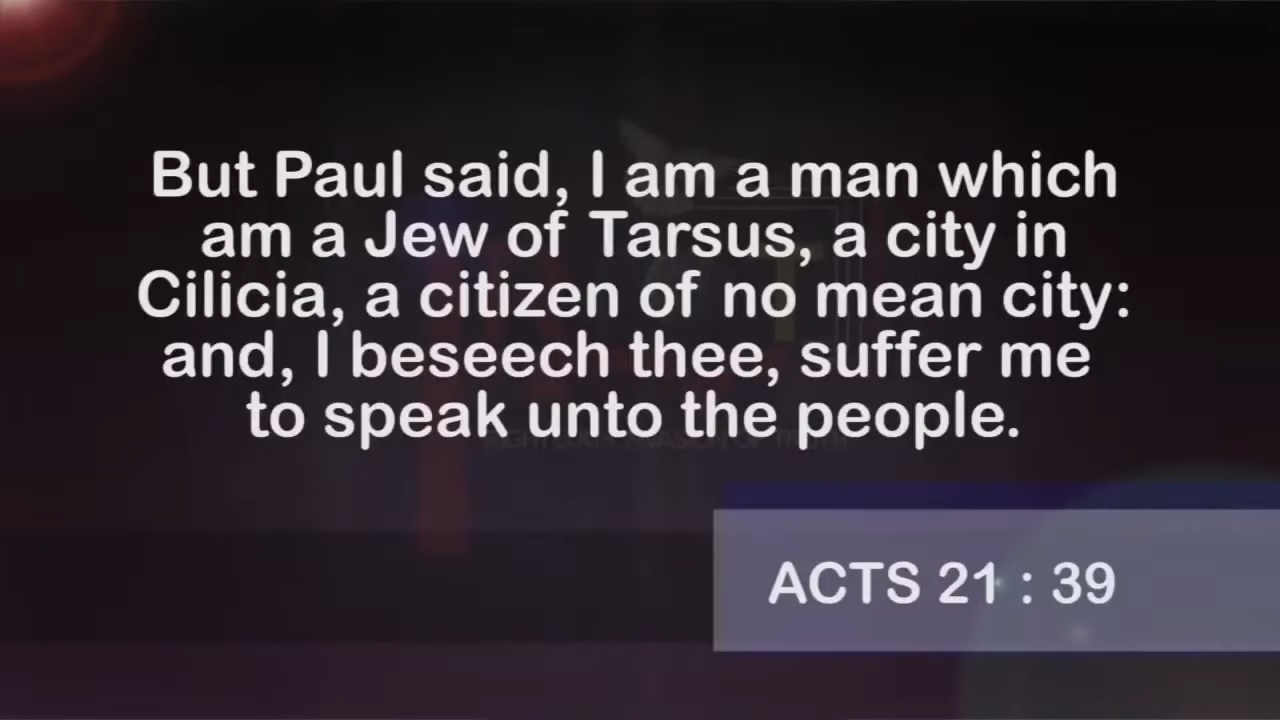 But Paul said, I am a man which
am a Jew of Tarsus, a city in
Cilicia, a citizen of no mean city:
and, I beseech thee, suffer me
to speak unto the people.
ACTS 21 : 39